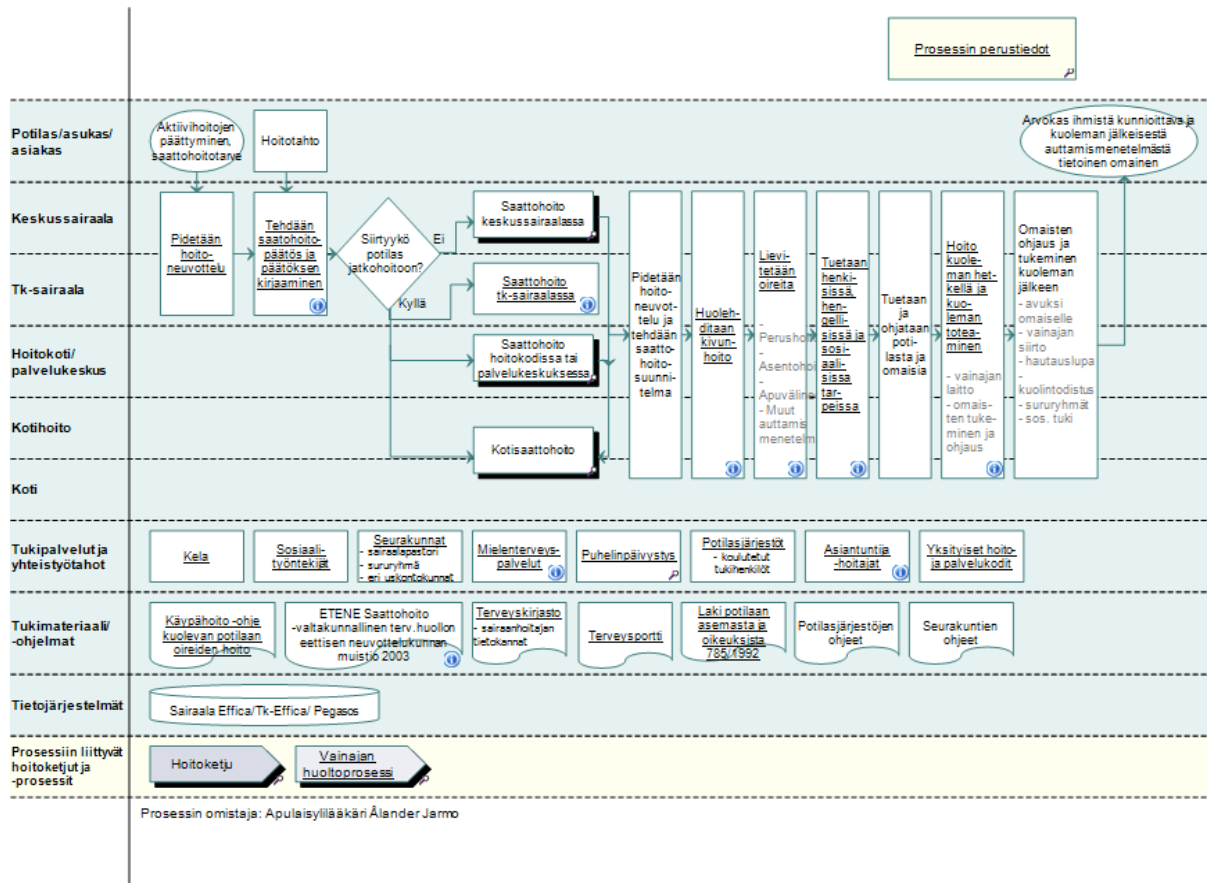 Prosessin perustiedot
Potilas/asukas/
asiakas
Aktiivihoitojen
päättyminen,
saattohoitotarve
Hoitotahto
Arvokas ihmistä kunnioittava ja
kuoleman jälkeisestä
auttamismenetelmästä
tietoinen omainen
Keskussairaala
Tk-sairaala
Hoitokoti/
palvelukeskus
Kotihoito
Koti
Pidetään
hoito-
neuvottelu
Tehdään
saatohoito-
päätös ja
päätöksen
kirjaaminen
Siirtyykö
potilas
jatkohoitoon?
Ei
Kyllä
Saattohoito
keskussairaalassa
Saattohoito
tk-sairaalassa
Saattohoito
hoitokodissa tai
palvelukeskuksessa
Kotisaattohoito
Pidetään
hoito-
neuvot-
telu ja
tehdään
saatto-
hoito-
suunni-
telma
Huoleh-
ditaan
kivun-
hoito
Lievi-
tetään
oireita
-
Perushoito
-
Asentohoi
-
Apuväline
- Muut
auttamis
menetelm
Tuetaan
henki-
sissä, hen-
gellisissä ja
sosi-
aali-
sissa
tar-
peissa
Tuetaan
ja
ohjataan
poti-
lasta ja
omaisia
Hoito
kuole-
man het-
kellä ja
kuo-
leman
totea-
minen
- vainajan
laitto
- omais-
ten tuke-
minen ja
ohjaus
Omaisten
ohjaus ja
tukeminen
kuoleman
jälkeen
- avuksi
omaiselle
- vainajan
siirto
- hautauslupa
-
kuolintodistus
- sururyhmät
- sos. tuki
Tukipalvelut ja
yhteistyötahot
Kela
Sosiaali-
työntekijät
Seurakunnat
- sairaalapastori
- sururyhmä
- eri uskontokunnat
Mielenterveys-
palvelut
Puhelinpäivystys
Potilasjärjestöt
- koulutetut
tukihenkilöt
Asiantuntija
-hoitajat
Yksityiset hoito-
ja palvelukodit
Tukimateriaali/
-ohjelmat
Käypähoito -ohje
kuolevan potilaan
oireiden hoito
ETENE Saattohoito
-valtakunnallinen terv.huollon
eettisen neuvottelukunnan
muistio 2003
Terveyskirjasto
- sairaanhoitajan
tietokannat
Terveysportti
Laki potilaan
asemasta ja
oikeuksista
785/1992
Potilasjärjestöjen
ohjeet
Seurakuntien
ohjeet
Tietojärjestelmät
Sairaala Effica/Tk-Effica/ Pegasos
Prosessiin liittyvät
hoitoketjut ja
-prosessit
Hoitoketju
Vainajan
huoltoprosessi
Prosessin omistaja: Apulaisylilääkäri Ålander Jarmo